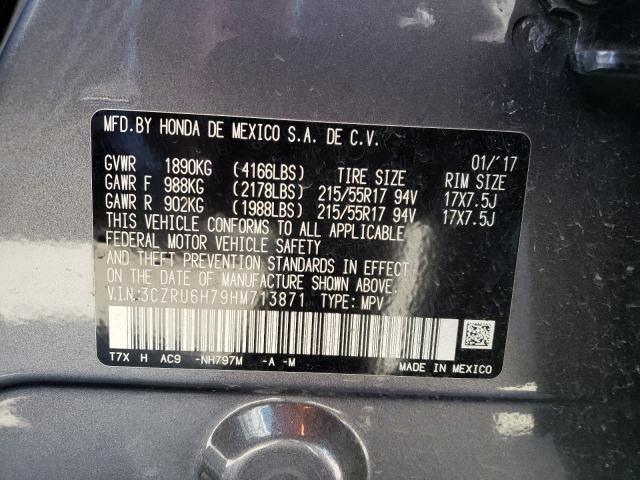 MFD.BY HONDA DE MEXICO S.A. DE C.V.
01/'17
GVWR 1890KG (4166LBS) TIRE SIZE RIM SIZE
GAWR F 988KG (2178LBS) 215/55R17 94V 17X7.5J
GAWR R 902KG (1988LBS) 215/55R17 94V 17X7.5J
THIS VEHICLE CONFORMS TO ALL APPLICABLE
FEDERAL MOTOR VEHICLE SAFETY
AND THEFT PREVENTION STANDARDS IN EFFECT
ON THE DATE OF MANUFACTURE SHOWN ABOVE.
V.I.N.:3CZRU6H79HM713871 TYPE: MPV
T7X H AC9 -NH797M -A -M
MADE IN MEXICO